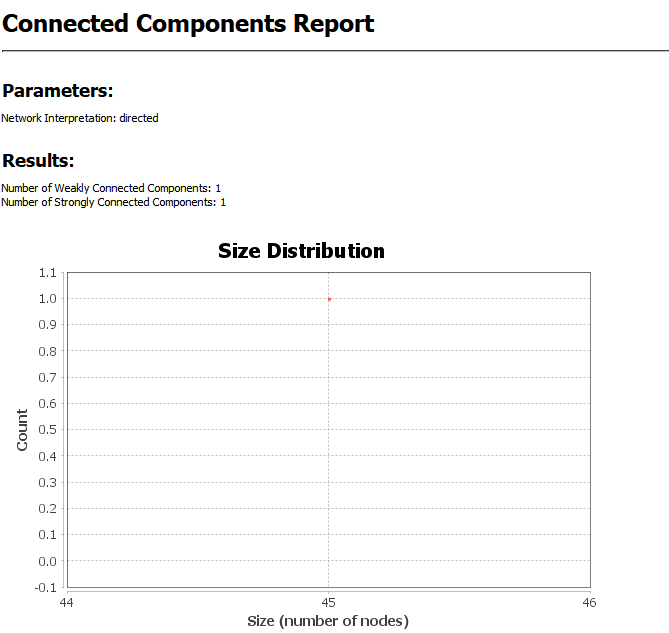 Connected Components Report
Parameters:
Network Interpretation: directed
Results:
Number of Weakly Connected Components: 1
Number of Strongly Connected Components: 1
Size Distribution
1.1
1.0
0.9
0.8
0.7
0.6
0.5
0.4
0.3
0.2
0.1
0.0
-0.1
Count
44 45 46
Size (number of nodes)